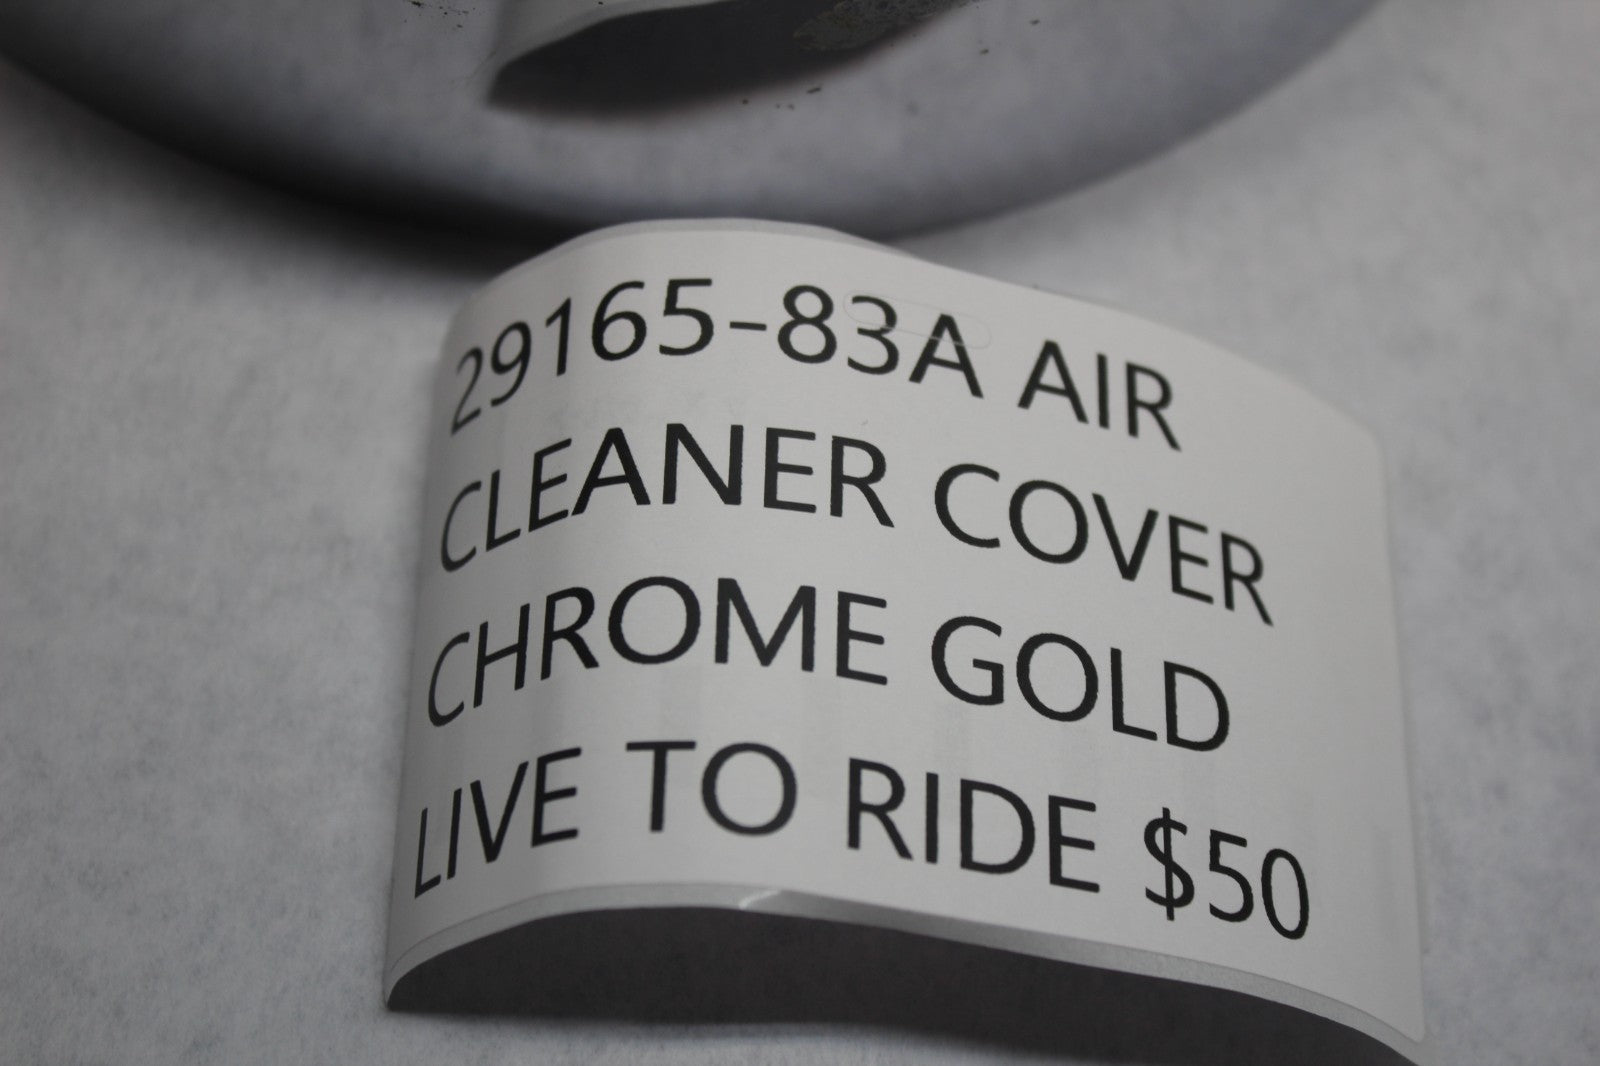 29165-83A AIR
CLEANER COVER
CHROME GOLD
LIVE TO RIDE $50